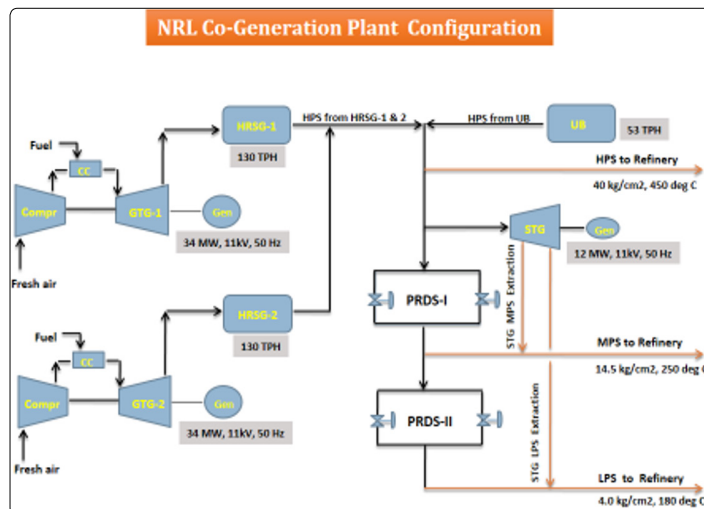 NRL Co-Generation Plant Configuration
HRSG-1
HPS from HRSG-1 & 2
HPS from UB
UB
53 TPH
130 TPH
Fuel
CC
HPS to Refinery
40 kg/cm2, 450 deg C
Compr
GTG-1
Gen
34 MW, 11kV, 50 Hz
STG
Gen
12 MW, 11kV, 50 Hz
Fresh air
STG MPS Extraction
PRDS-I
HRSG-2
130 TPH
Fuel
CC
MPS to Refinery
14.5 kg/cm2, 250 deg C
Compr
GTG-2
Gen
34 MW, 11kV, 50 Hz
PRDS-II
STG LPS Extraction
Fresh air
LPS to Refinery
4.0 kg/cm2, 180 deg C